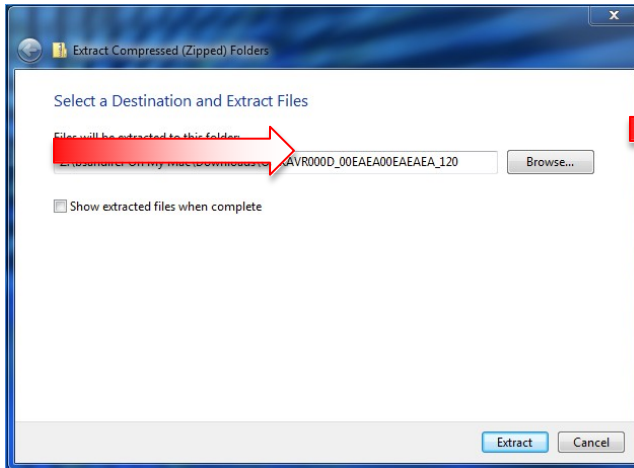 x
Extract Compressed (Zipped) Folders
Select a Destination and Extract Files
Files will be extracted to this folder:
AVR000D_00EAEA00EAEAEA_120
Browse...
Show extracted files when complete
Extract
Cancel